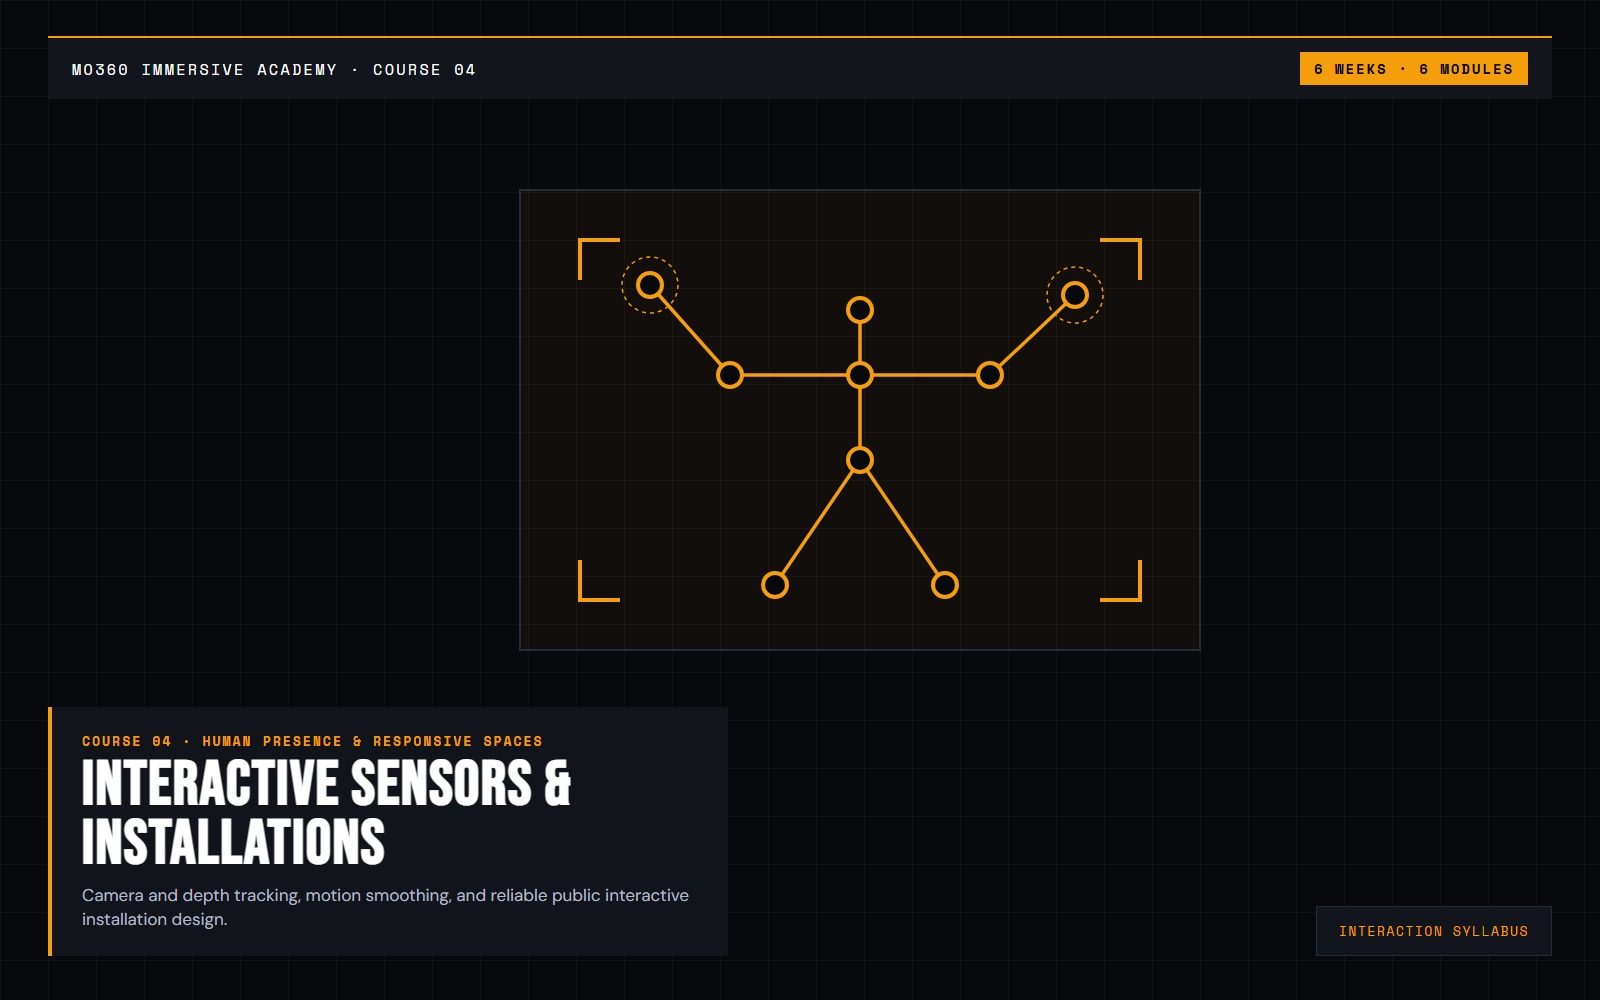 MO360 IMMERSIVE ACADEMY · COURSE 04
6 WEEKS · 6 MODULES
COURSE 04 · HUMAN PRESENCE & RESPONSIVE SPACES
INTERACTIVE SENSORS &
INSTALLATIONS
Camera and depth tracking, motion smoothing, and reliable public interactive
installation design.
INTERACTION SYLLABUS